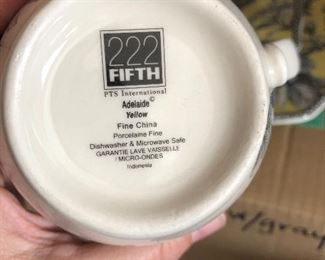 222
FIFTH
PTS International
Adelaide©
Yellow
Fine China
Porcelaine Fine
Dishwasher & Microwave Safe
GARANTIE LAVE VAISSELLE
/ MICRO-ONDES
Indonesia